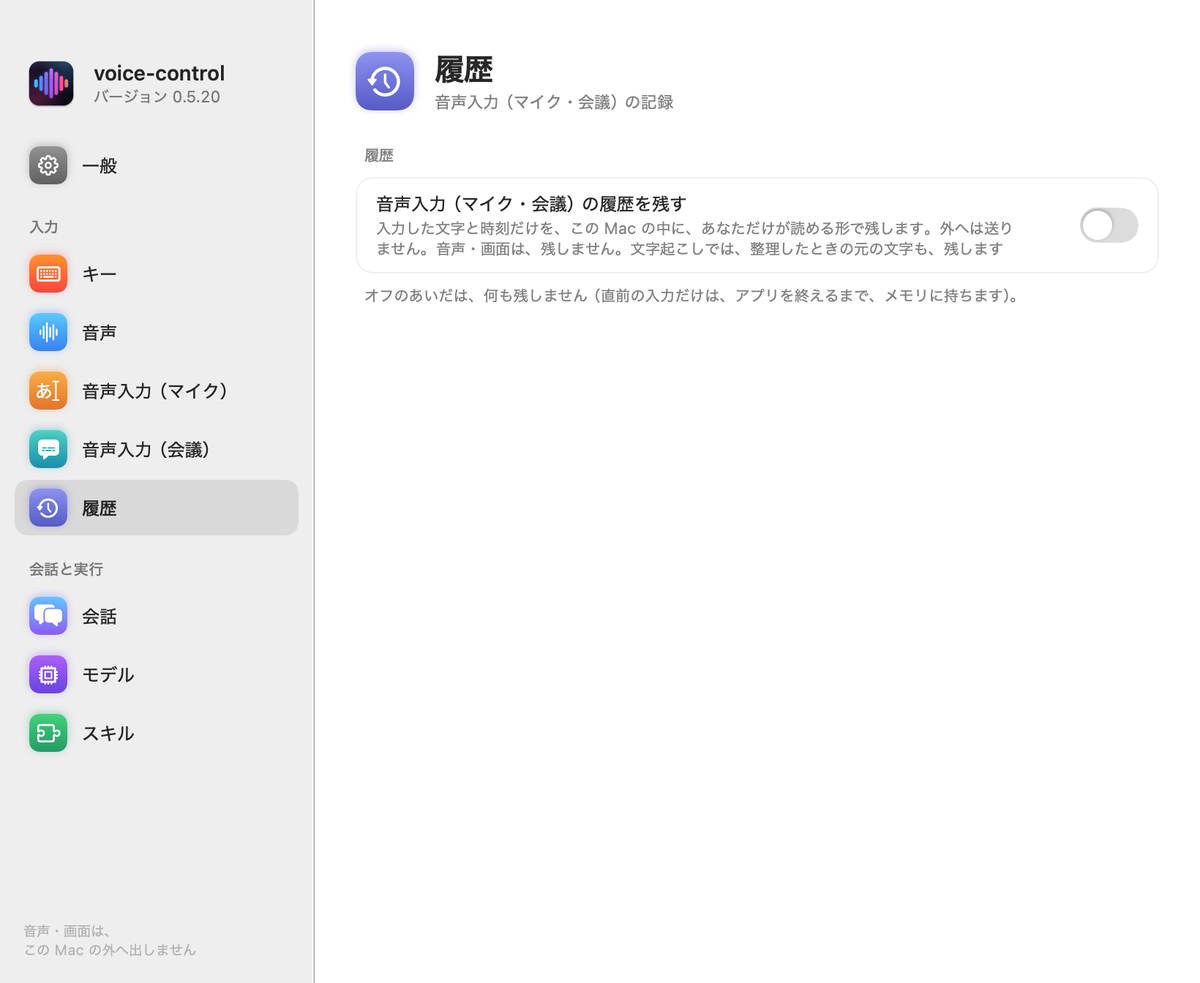 voice-control
バージョン 0.5.20
一般
入力
キー
音声
あ
音声入力（マイク）
音声入力（会議）
履歴
会話と実行
会話
モデル
スキル
音声・画面は、
この Mac の外へ出しません
履歴
音声入力（マイク・会議）の記録
履歴
音声入力（マイク・会議）の履歴を残す
入力した文字と時刻だけを、この Mac の中に、あなただけが読める形で残します。外へは送り
ません。音声・画面は、残しません。文字起こしでは、整理したときの元の文字も、残します
オフのあいだは、何も残しません（直前の入力だけは、アプリを終えるまで、メモリに持ちます）。